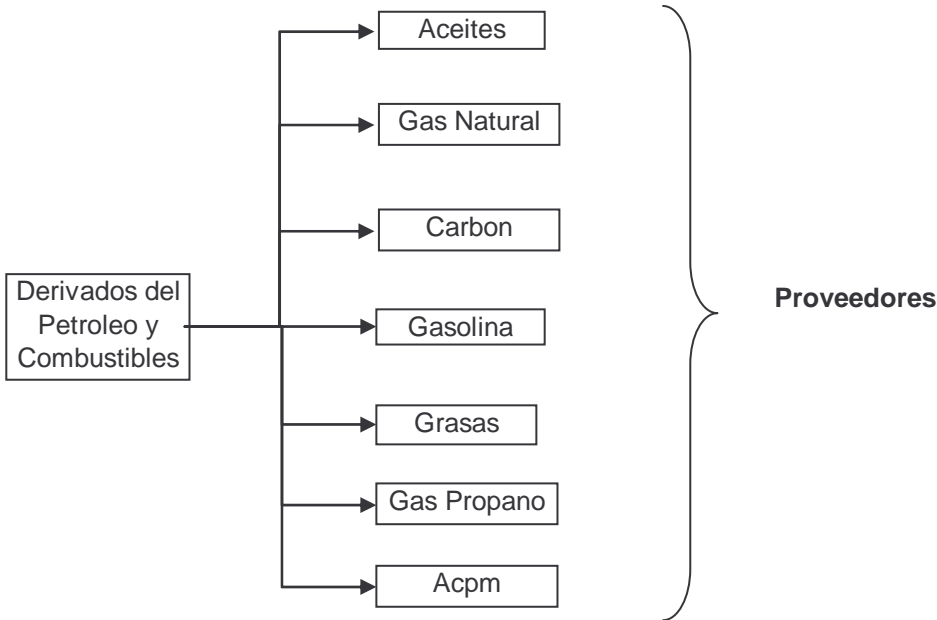 Aceites
Gas Natural
Carbon
Derivados del
Petroleo y
Combustibles
Gasolina
Grasas
Gas Propano
Acpm
Proveedores